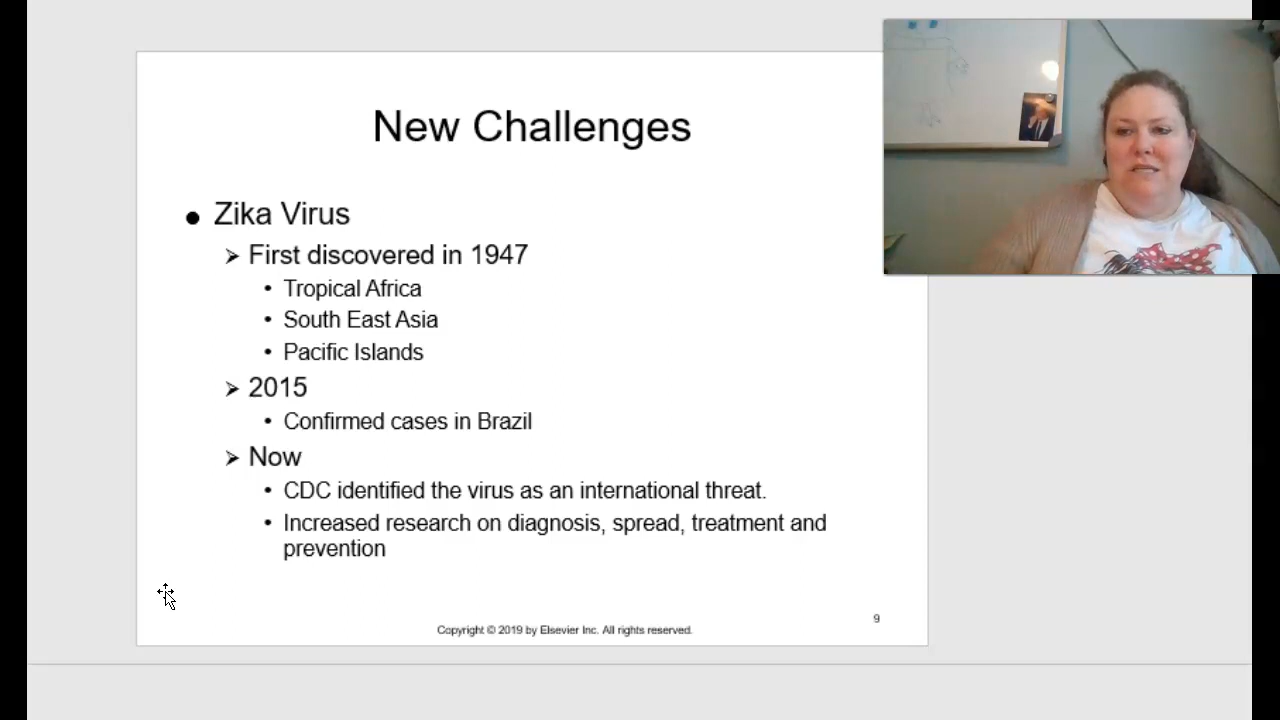 New Challenges
● Zika Virus
➢ First discovered in 1947
• Tropical Africa
• South East Asia
• Pacific Islands
➢ 2015
• Confirmed cases in Brazil
➢ Now
• CDC identified the virus as an international threat.
• Increased research on diagnosis, spread, treatment and
prevention
9
Copyright © 2019 by Elsevier Inc. All rights reserved.